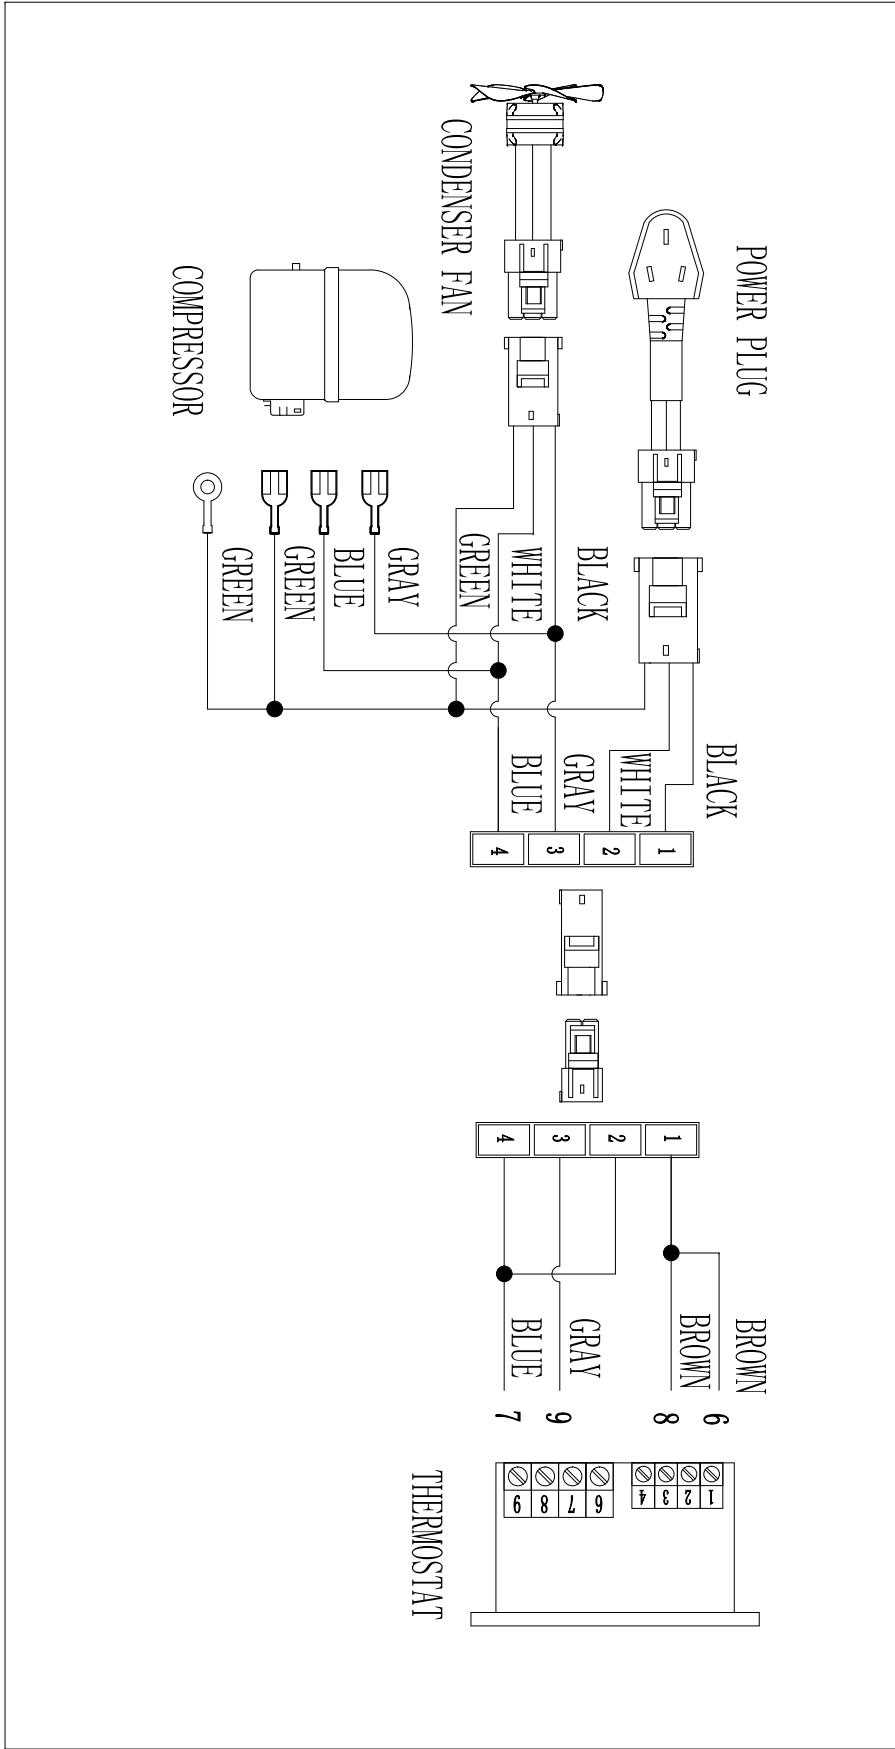 POWER PLUG
BLACK
WHITE
GRAY
BLUE
CONDENSER FAN
BLACK
WHITE
GREEN
GRAY
BLUE
GREEN
GREEN
COMPRESSOR
1
2
3
4
1
2
3
4
BROWN 6
BROWN 8
GRAY 9
BLUE 7
1
2
3
4
6
7
8
9
THERMOSTAT